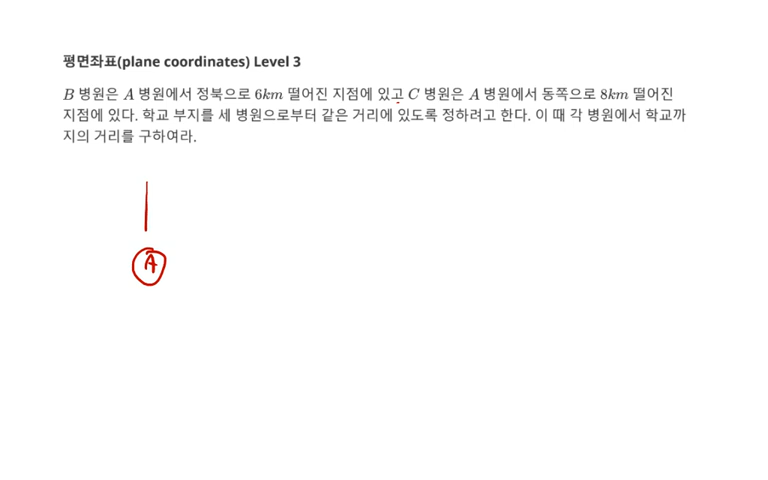 평면좌표(plane coordinates) Level 3
B 병원은 A 병원에서 정북으로 6km 떨어진 지점에 있고 C 병원은 A 병원에서 동쪽으로 8km 떨어진
지점에 있다. 학교 부지를 세 병원으로부터 같은 거리에 있도록 정하려고 한다. 이 때 각 병원에서 학교까
지의 거리를 구하여라.
A